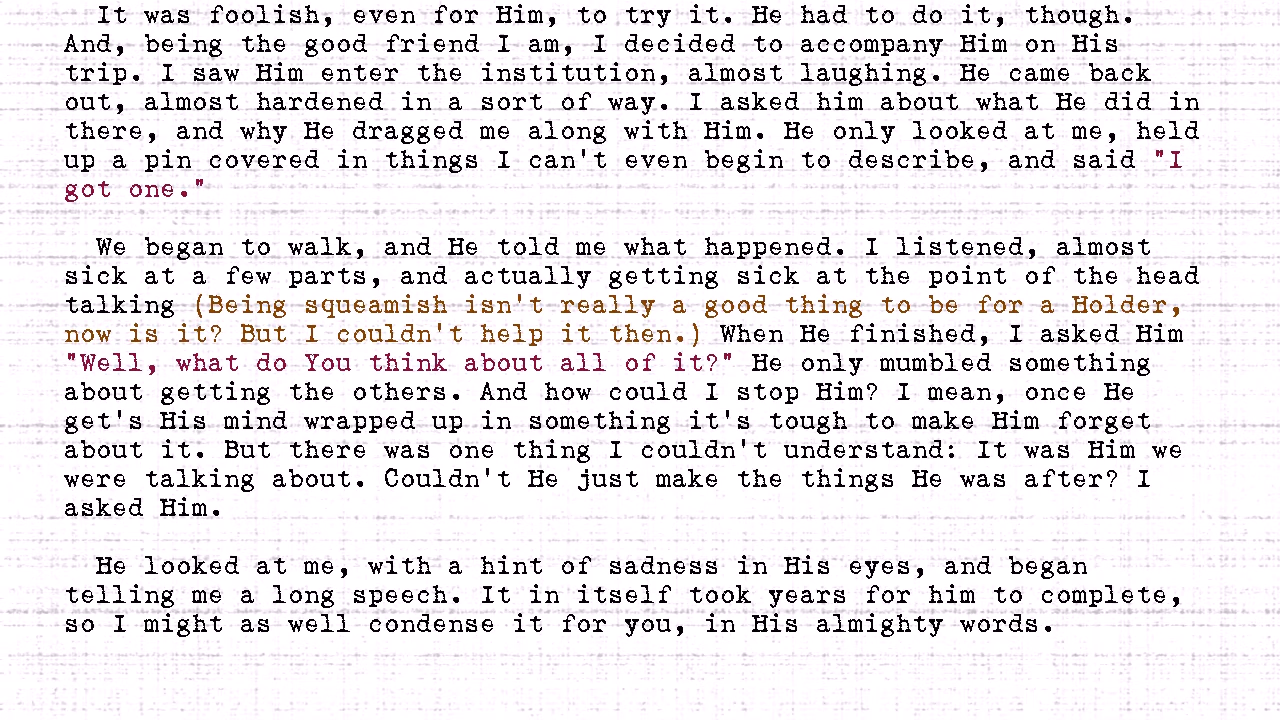 It was foolish, even for Him, to try it. He had to do it, though.
And, being the good friend I am, I decided to accompany Him on His
trip. I saw Him enter the institution, almost laughing. He came back
out, almost hardened in a sort of way. I asked him about what He did in
there, and why He dragged me along with Him. He only looked at me, held
up a pin covered in things I can't even begin to describe, and said "I
got one."
We began to walk, and He told me what happened. I listened, almost
sick at a few parts, and actually getting sick at the point of the head
talking (Being squeamish isn't really a good thing to be for a Holder,
now is it? But I couldn't help it then.) When He finished, I asked Him
"Well, what do You think about all of it?" He only mumbled something
about getting the others. And how could I stop Him? I mean, once He
get's His mind wrapped up in something it's tough to make Him forget
about it. But there was one thing I couldn't understand: It was Him we
were talking about. Couldn't He just make the things He was after? I
asked Him.
He looked at me, with a hint of sadness in His eyes, and began
telling me a long speech. It in itself took years for him to complete,
so I might as well condense it for you, in His almighty words.